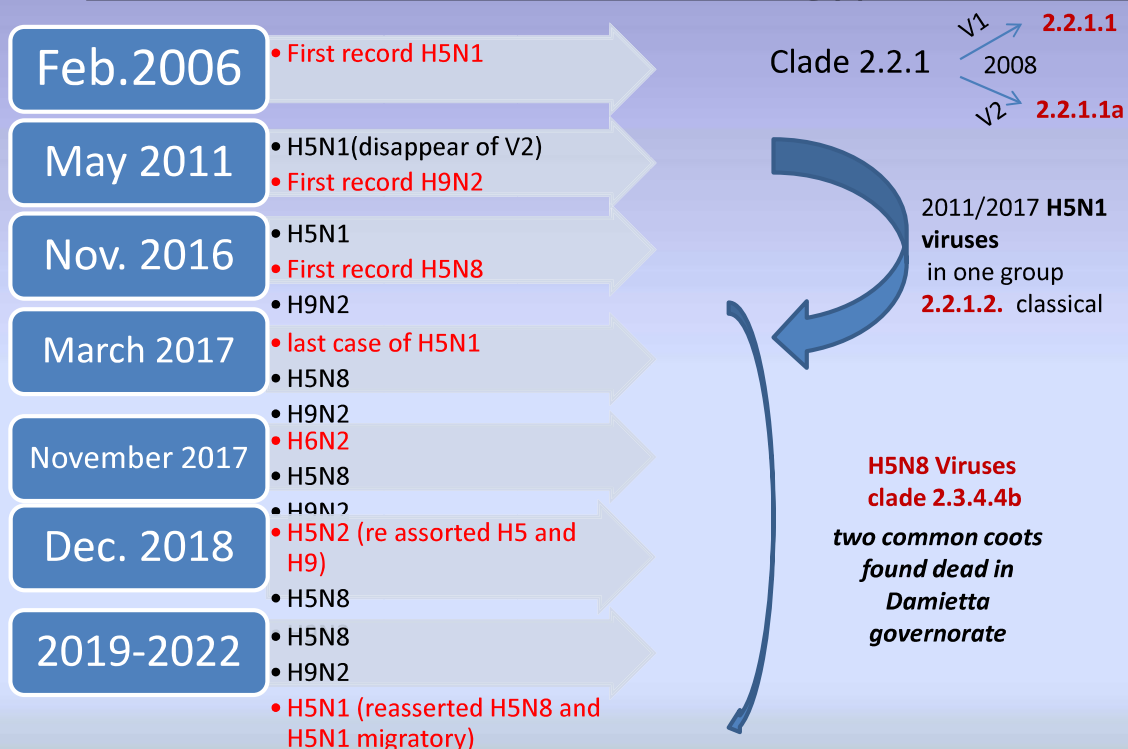 Feb.2006
• First record H5N1
May 2011
• H5N1(disappear of V2)
• First record H9N2
Nov. 2016
• H5N1
• First record H5N8
• H9N2
March 2017
• last case of H5N1
• H5N8
• H9N2
November 2017
• H6N2
• H5N8
• H9N2
Dec. 2018
• H5N2 (re assorted H5 and
H9)
• H5N8
2019-2022
• H5N8
• H9N2
• H5N1 (reasserted H5N8 and
H5N1 migratory)
Clade 2.2.1
V1
2.2.1.1
2008
V2
2.2.1.1a
2011/2017 H5N1
viruses
in one group
2.2.1.2. classical
H5N8 Viruses
clade 2.3.4.4b
two common coots
found dead in
Damietta
governorate